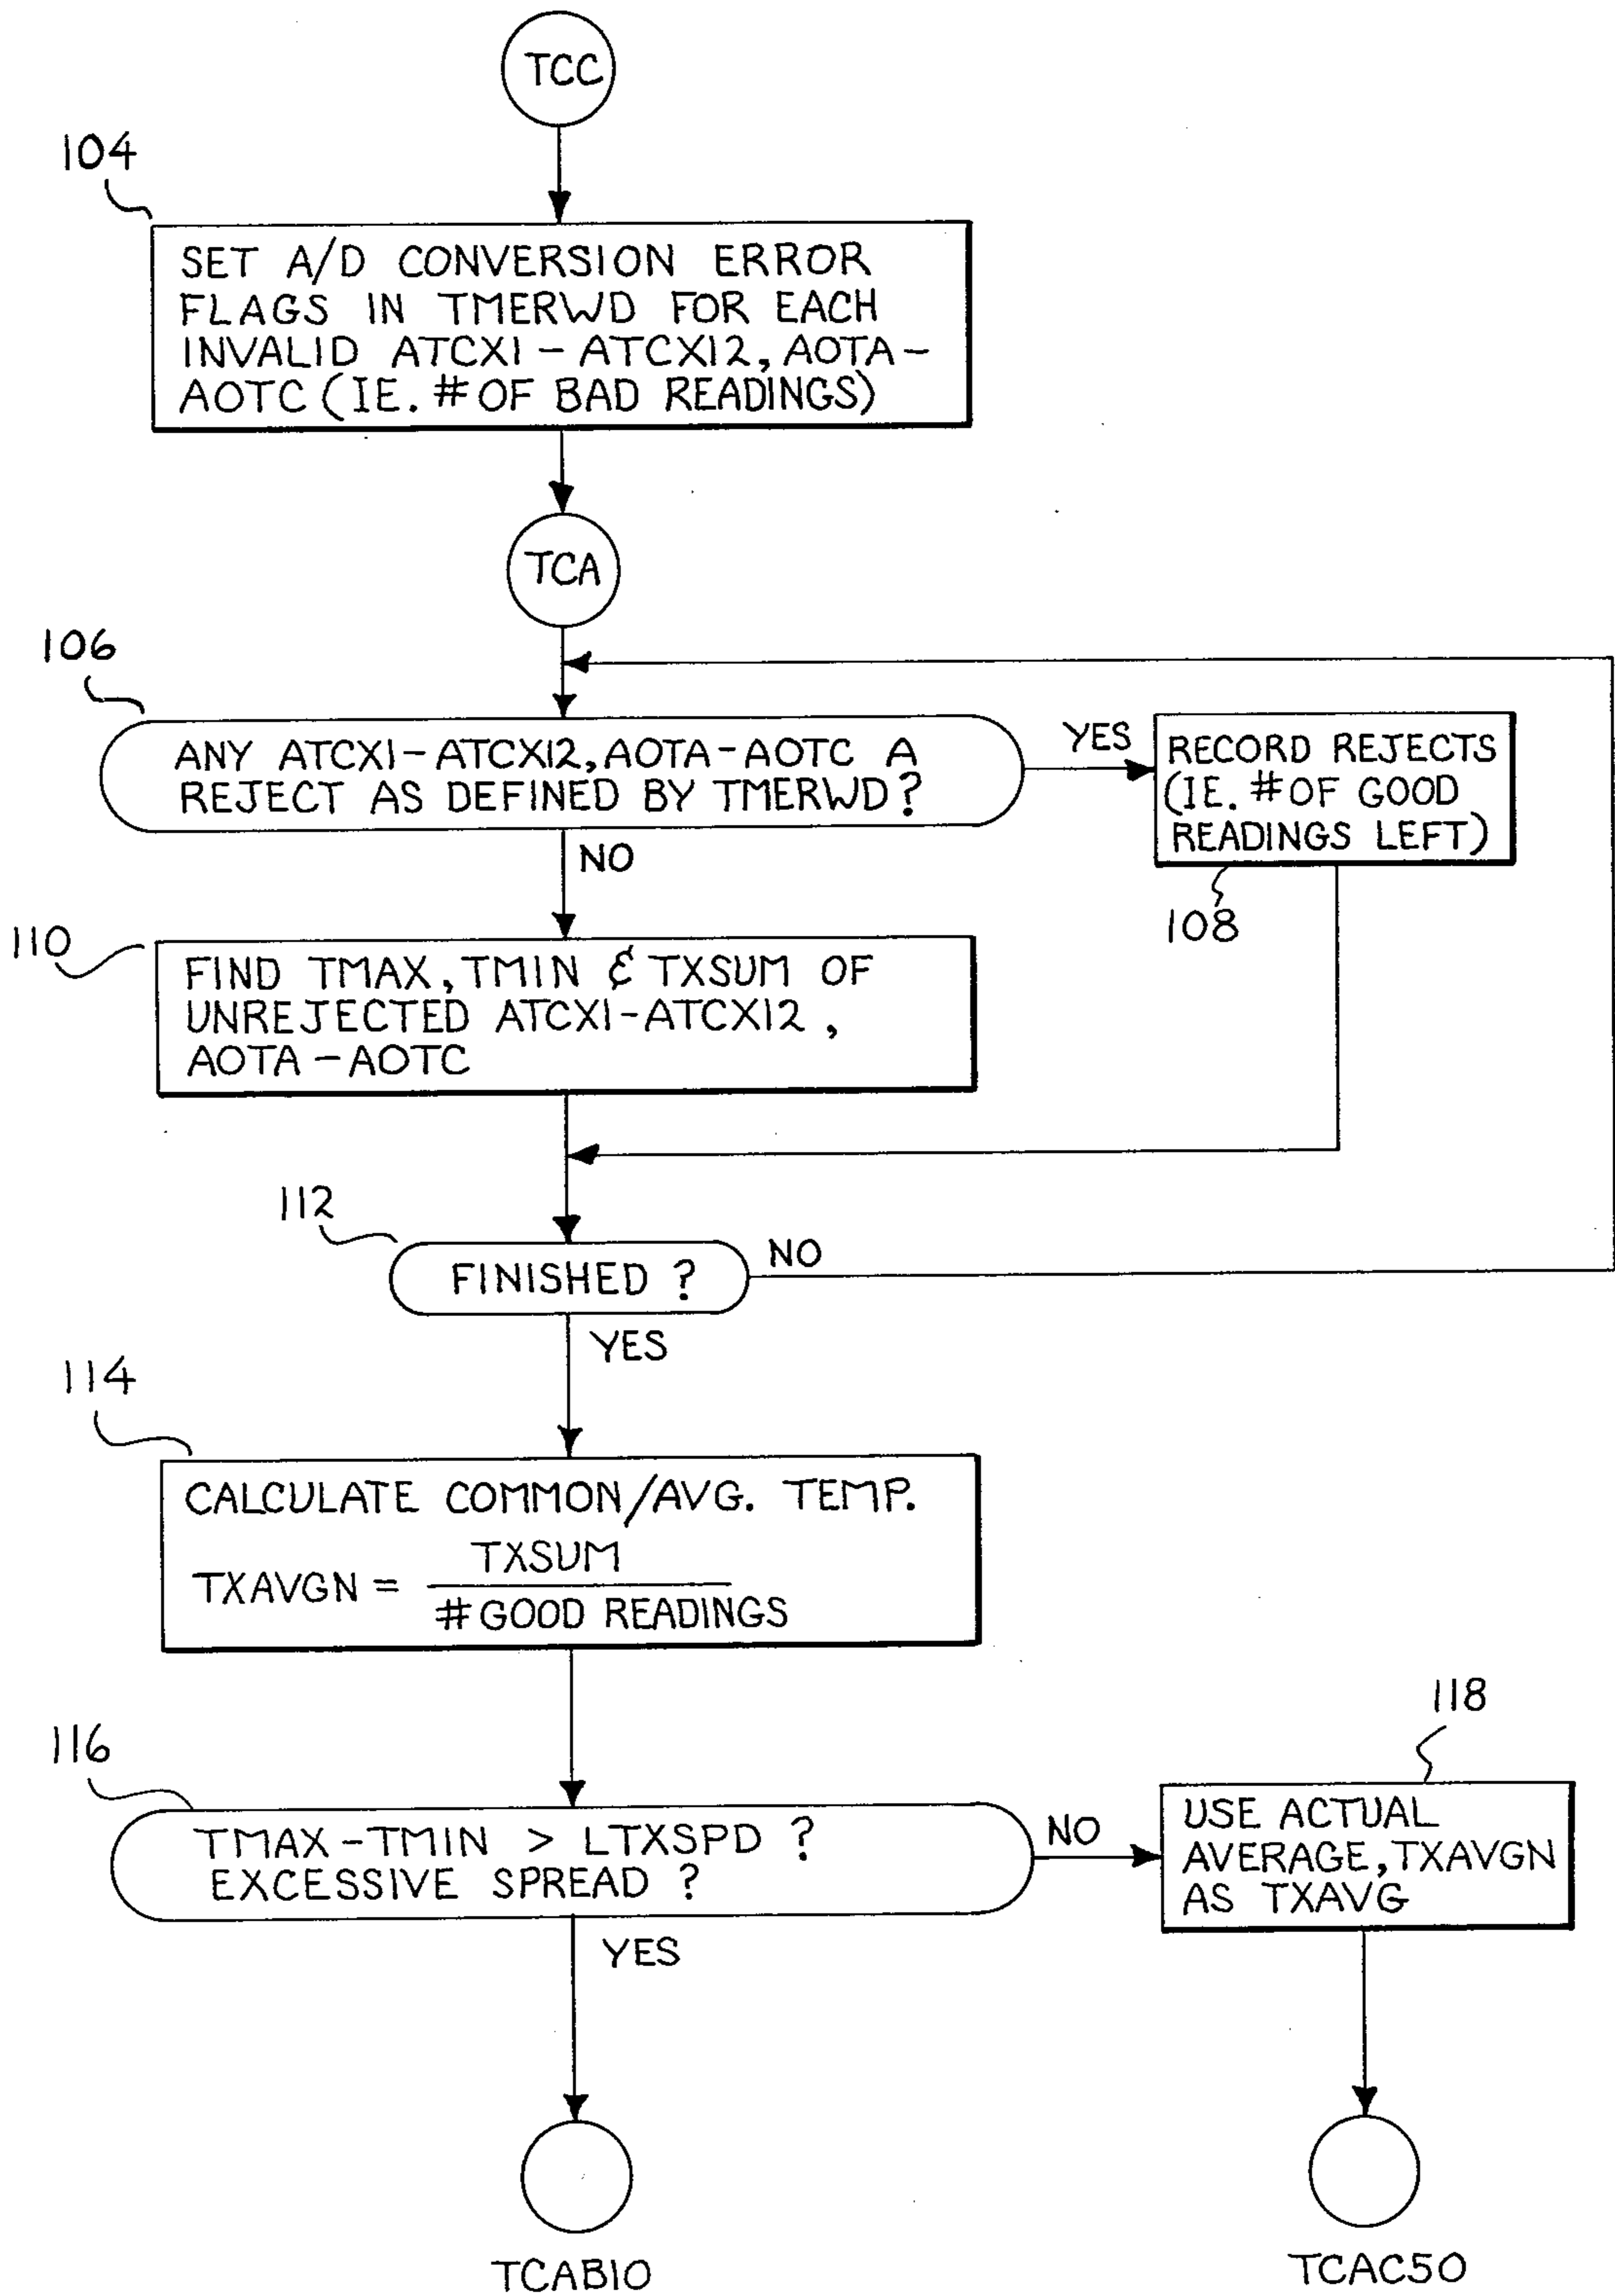 TCC
104
SET A/D CONVERSION ERROR
FLAGS IN TMERWD FOR EACH
INVALID ATCX1-ATCX12, AOTA-
AOTC (IE. # OF BAD READINGS)
TCA
106
ANY ATCX1-ATCX12, AOTA-AOTC A
REJECT AS DEFINED BY TMERWD?
YES
RECORD REJECTS
(IE. # OF GOOD
READINGS LEFT)
108
NO
110
FIND TMAX, TMIN & TXSUM OF
UNREJECTED ATCX1-ATCX12,
AOTA-AOTC
112
FINISHED ?
NO
YES
114
CALCULATE COMMON/AVG. TEMP.
TXAVGN = TXSUM
# GOOD READINGS
116
TMAX-TMIN > LTXSPD ?
EXCESSIVE SPREAD ?
NO
118
USE ACTUAL
AVERAGE, TXAVGN
AS TXAVG
YES
TCAB10
TCAC50